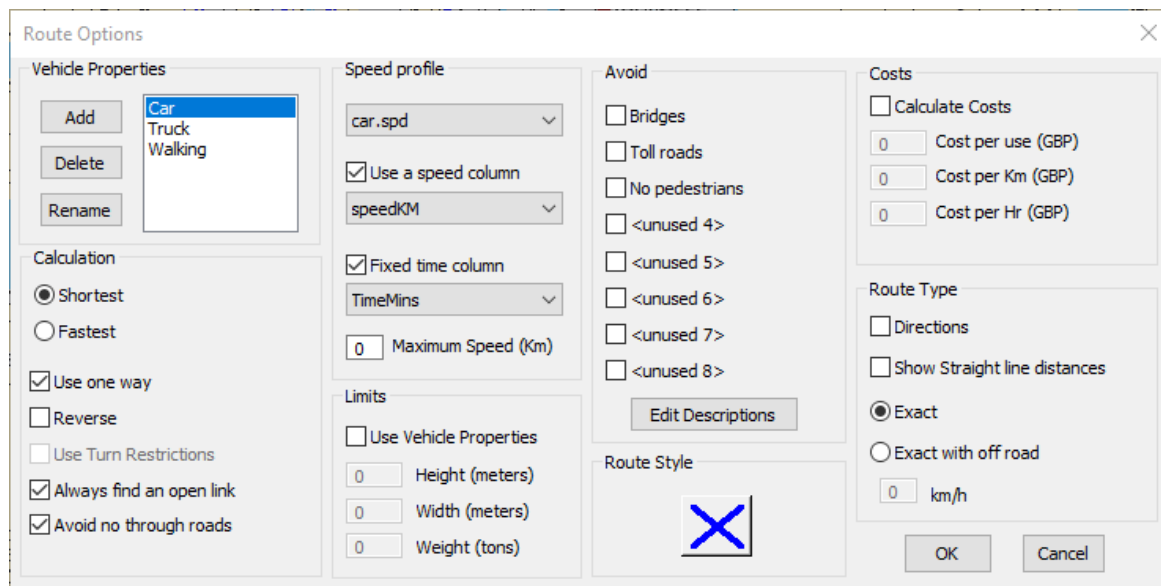 Route Options
Vehicle Properties
Add
Delete
Rename
Car
Truck
Walking
Calculation
Shortest
Fastest
Use one way
Reverse
Use Turn Restrictions
Always find an open link
Avoid no through roads
Speed profile
car.spd
Use a speed column
speedKM
Fixed time column
TimeMins
0 Maximum Speed (Km)
Limits
Use Vehicle Properties
0 Height (meters)
0 Width (meters)
0 Weight (tons)
Avoid
Bridges
Toll roads
No pedestrians
<unused 4>
<unused 5>
<unused 6>
<unused 7>
<unused 8>
Edit Descriptions
Route Style
Costs
Calculate Costs
0 Cost per use (GBP)
0 Cost per Km (GBP)
0 Cost per Hr (GBP)
Route Type
Directions
Show Straight line distances
Exact
Exact with off road
0 km/h
OK
Cancel